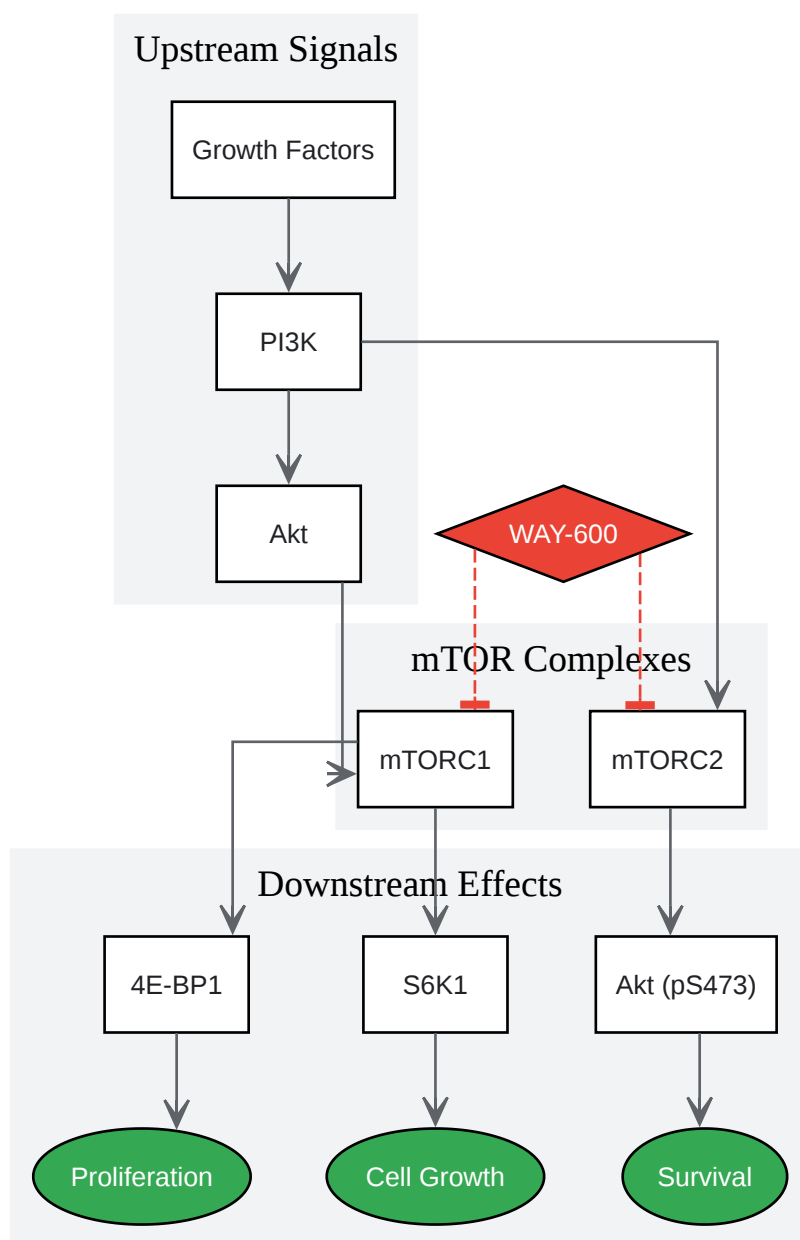 Upstream Signals
Growth Factors
PI3K
Akt
WAY-600
mTOR Complexes
mTORC1
mTORC2
Downstream Effects
4E-BP1
S6K1
Akt (pS473)
Proliferation
Cell Growth
Survival